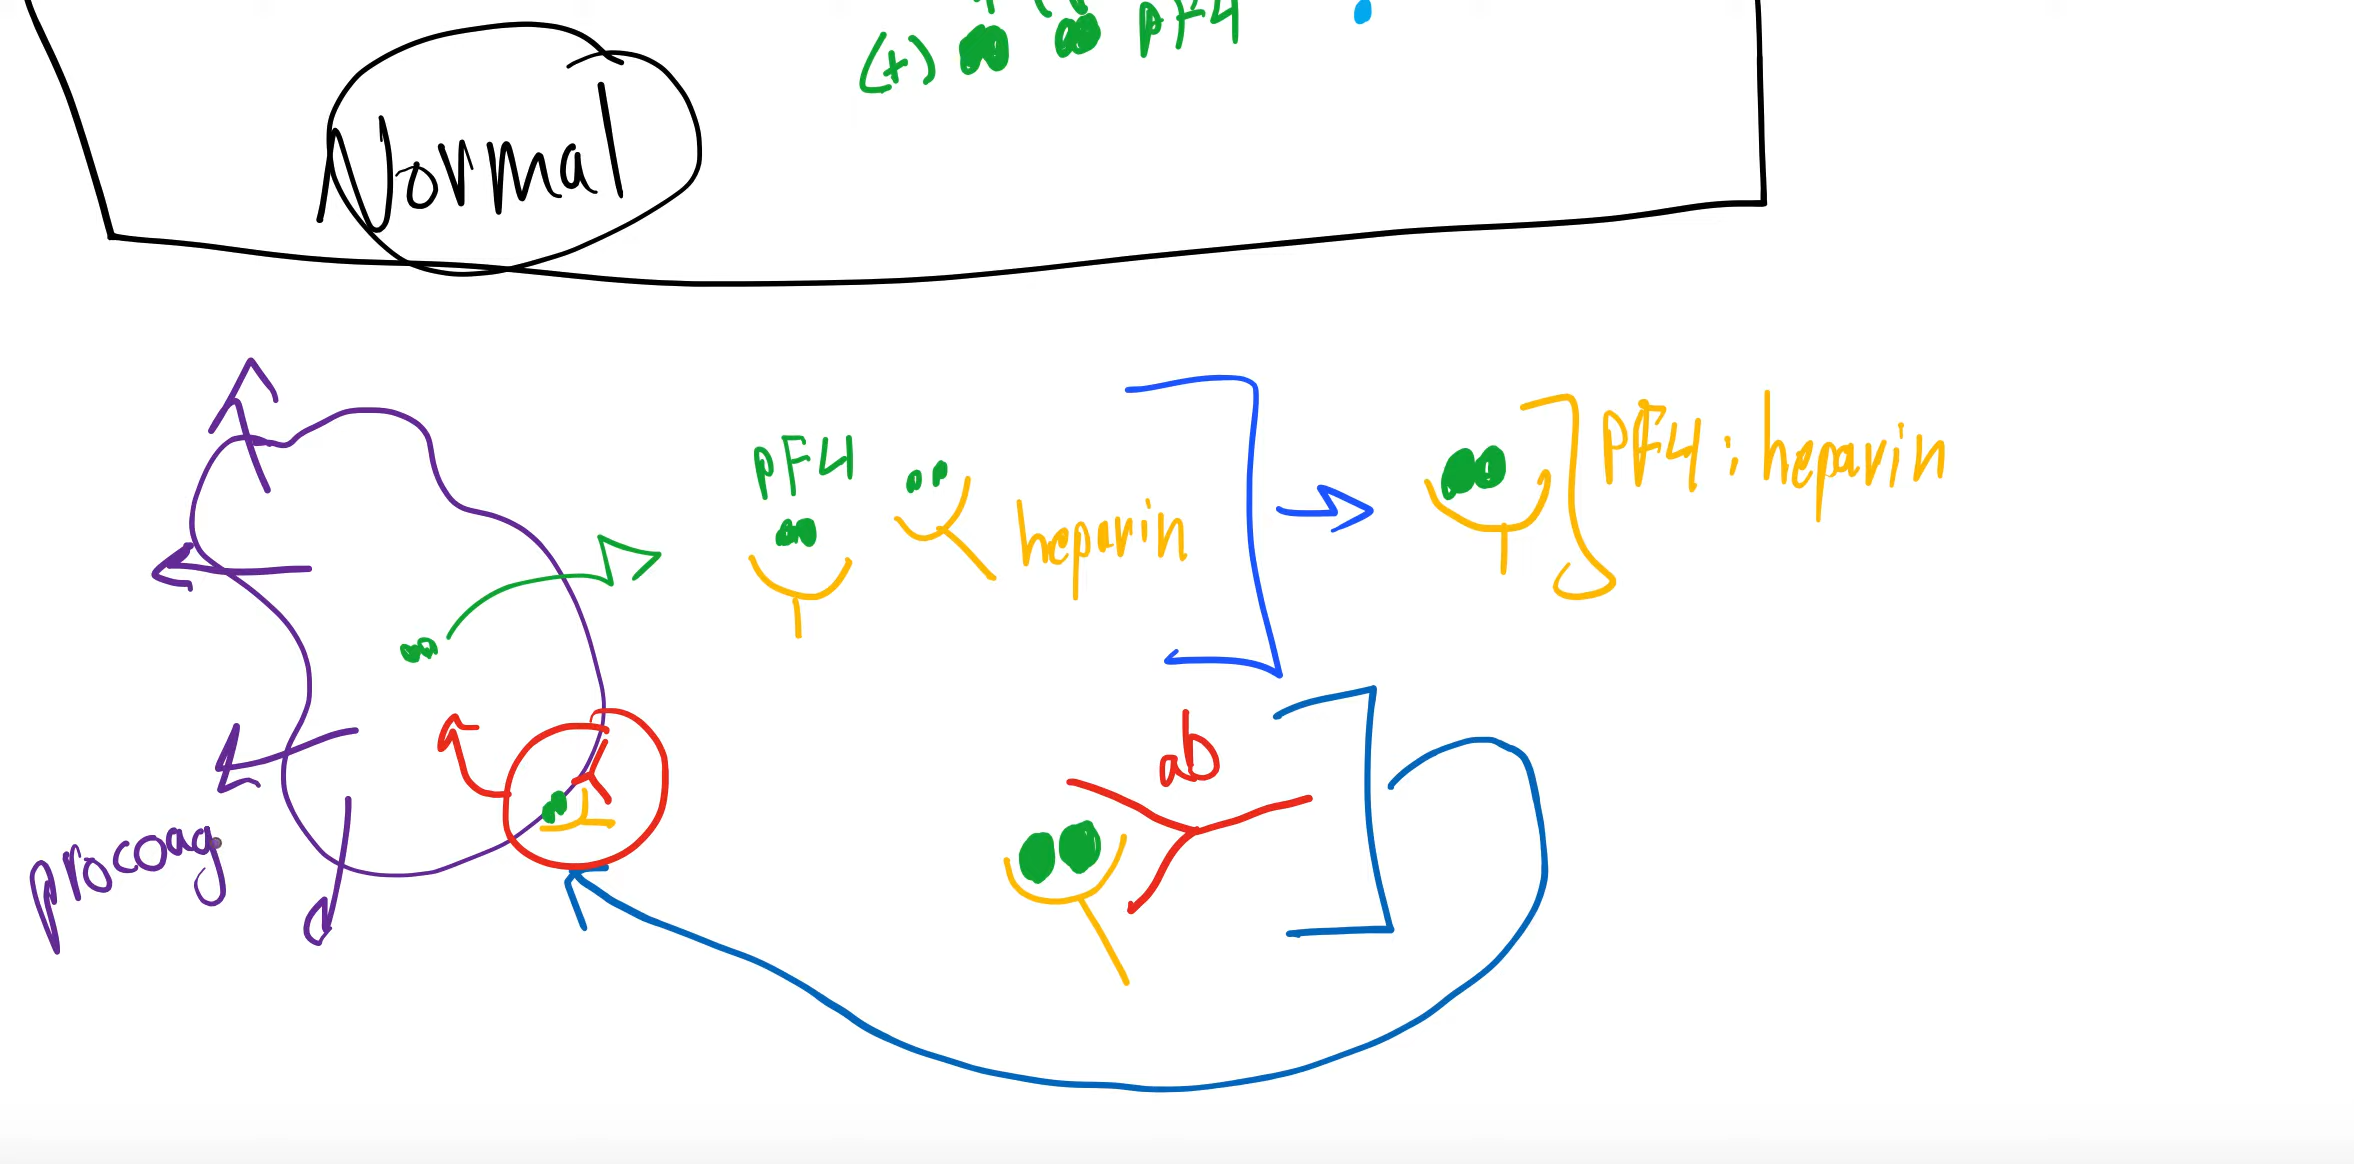 (+) PF4
Normal
PF4
heparin
PF4 : heparin
ab
procoag